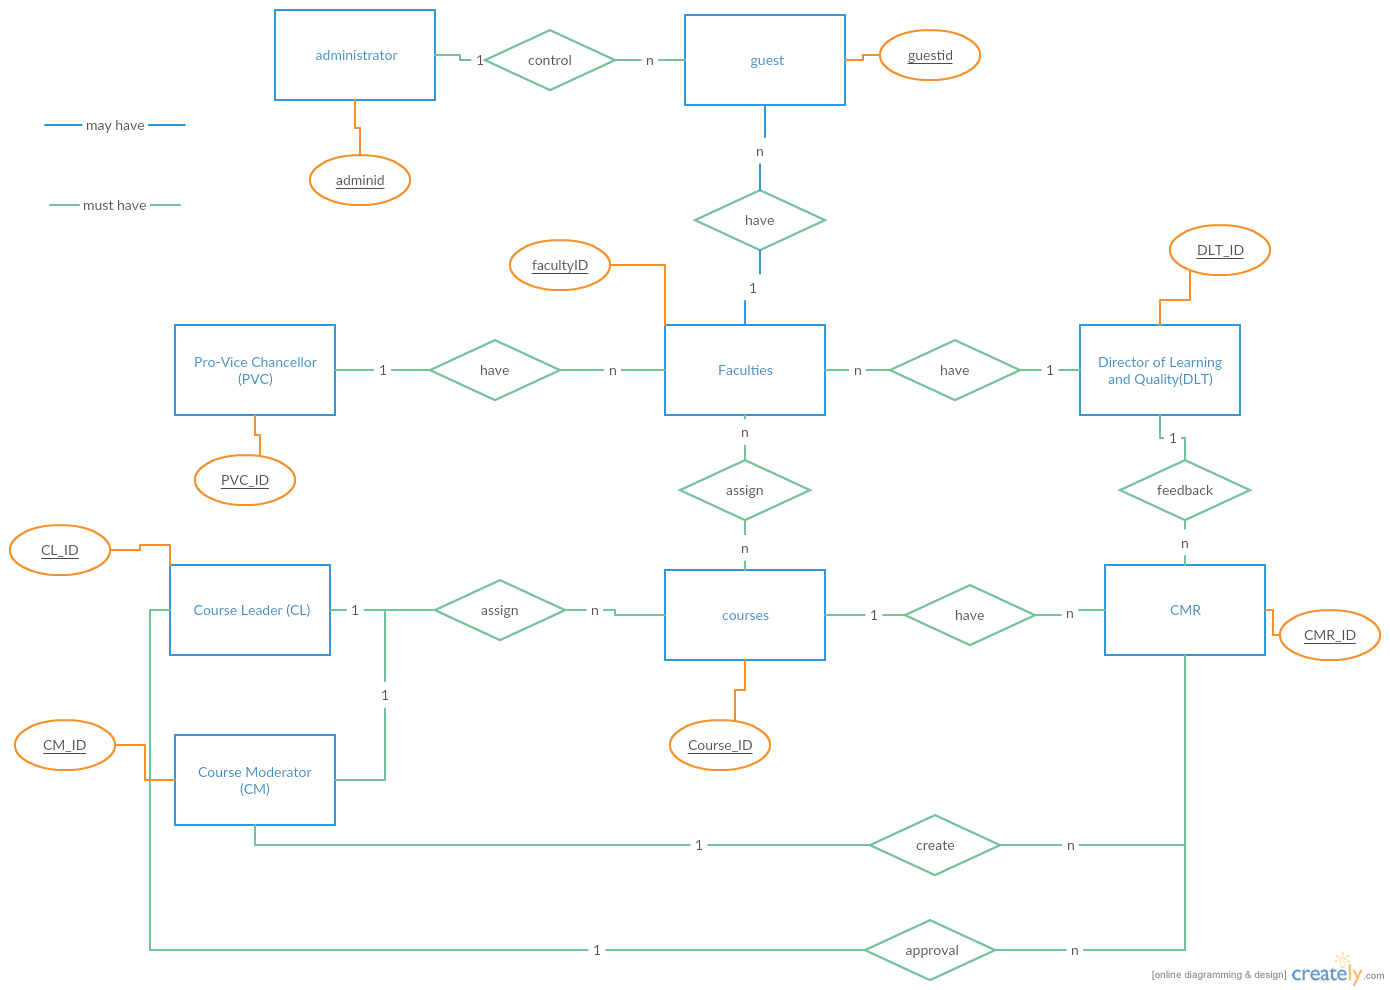 administrator
1
control
n
guest
guestid
may have
adminid
must have
n
have
1
facultyID
DLT_ID
Pro-Vice Chancellor
(PVC)
1
have
n
Faculties
n
have
1
Director of Learning
and Quality(DLT)
PVC_ID
n
assign
n
1
feedback
n
CL_ID
Course Leader (CL)
1
assign
n
courses
1
have
n
CMR
CMR_ID
1
CM_ID
Course Moderator
(CM)
Course_ID
1
create
n
1
approval
n
[online diagramming & design] creately.com